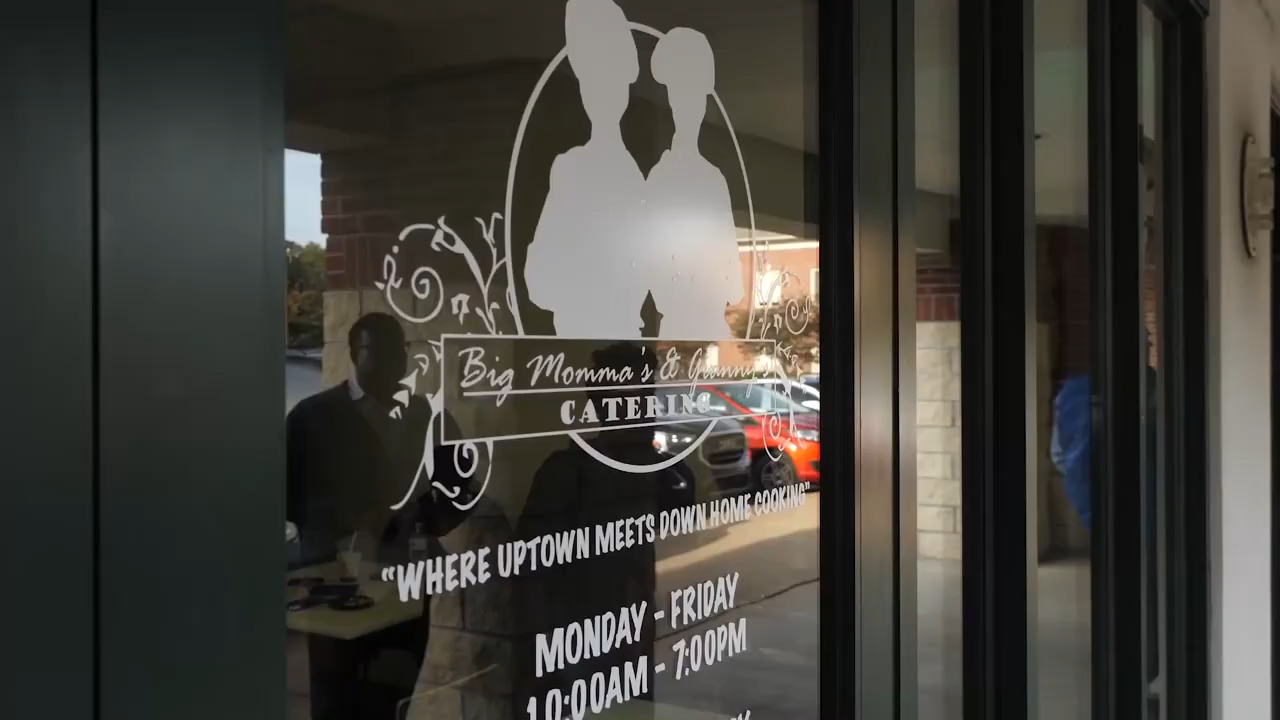 Big Momma's & Granny's
CATERING
"WHERE UPTOWN MEETS DOWN HOME COOKING"
MONDAY - FRIDAY
10:00AM - 7:00PM